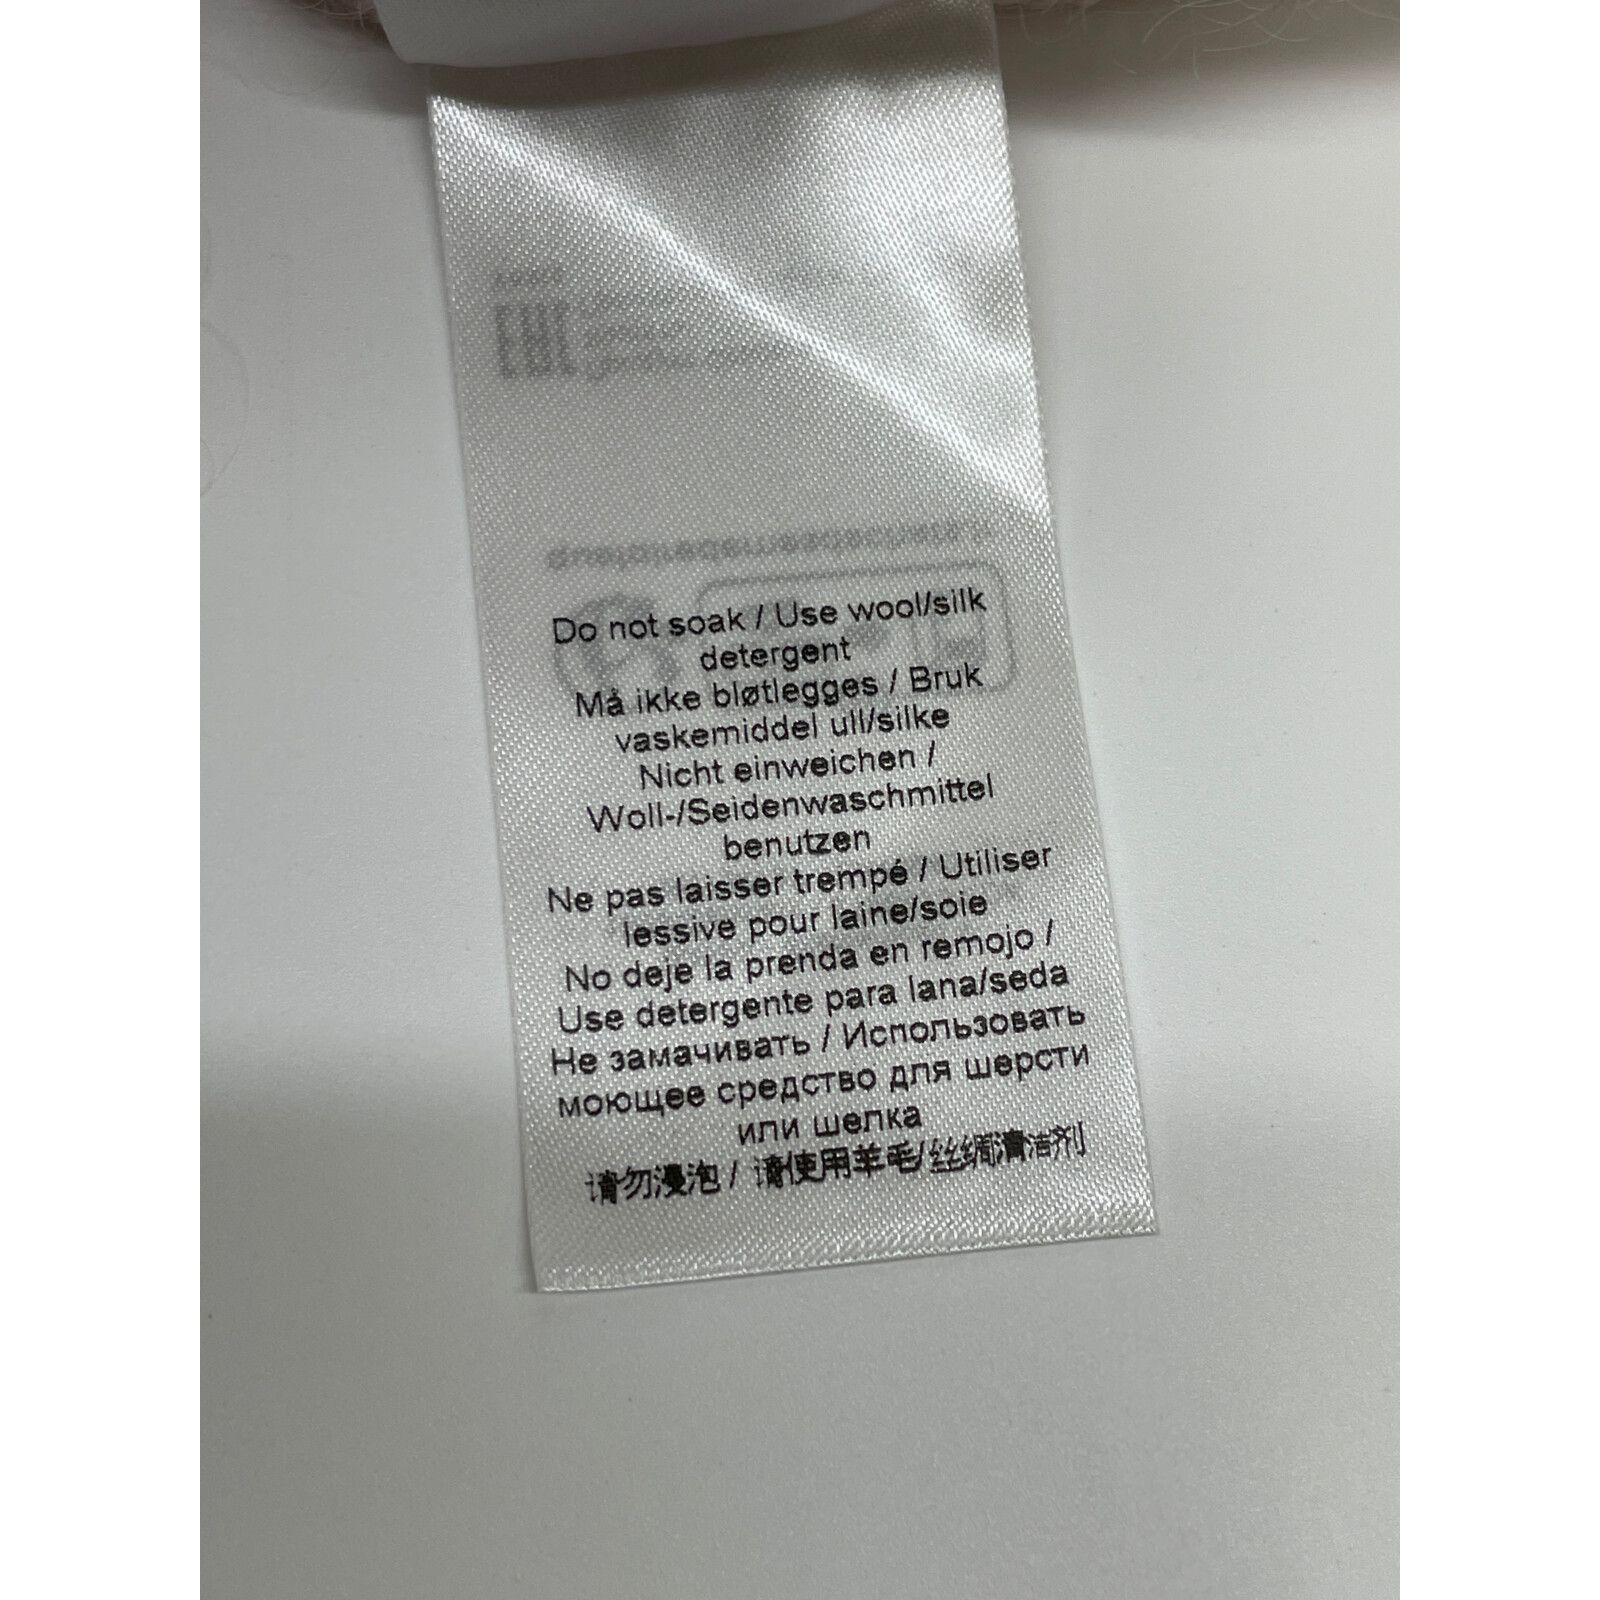 Do not soak / Use wool/silk
detergent
Må ikke bløtlegges / Bruk
vaskemiddel ull/silke
Nicht einweichen /
Woll-/Seidenwaschmittel
benutzen
Ne pas laisser trempé / Utiliser
lessive pour laine/soie
No deje la prenda en remojo /
Use detergente para lana/seda
Не замачивать / Использовать
моющее средство для шерсти
или шелка
请勿浸泡 / 请使用羊毛/丝绸清洁剂